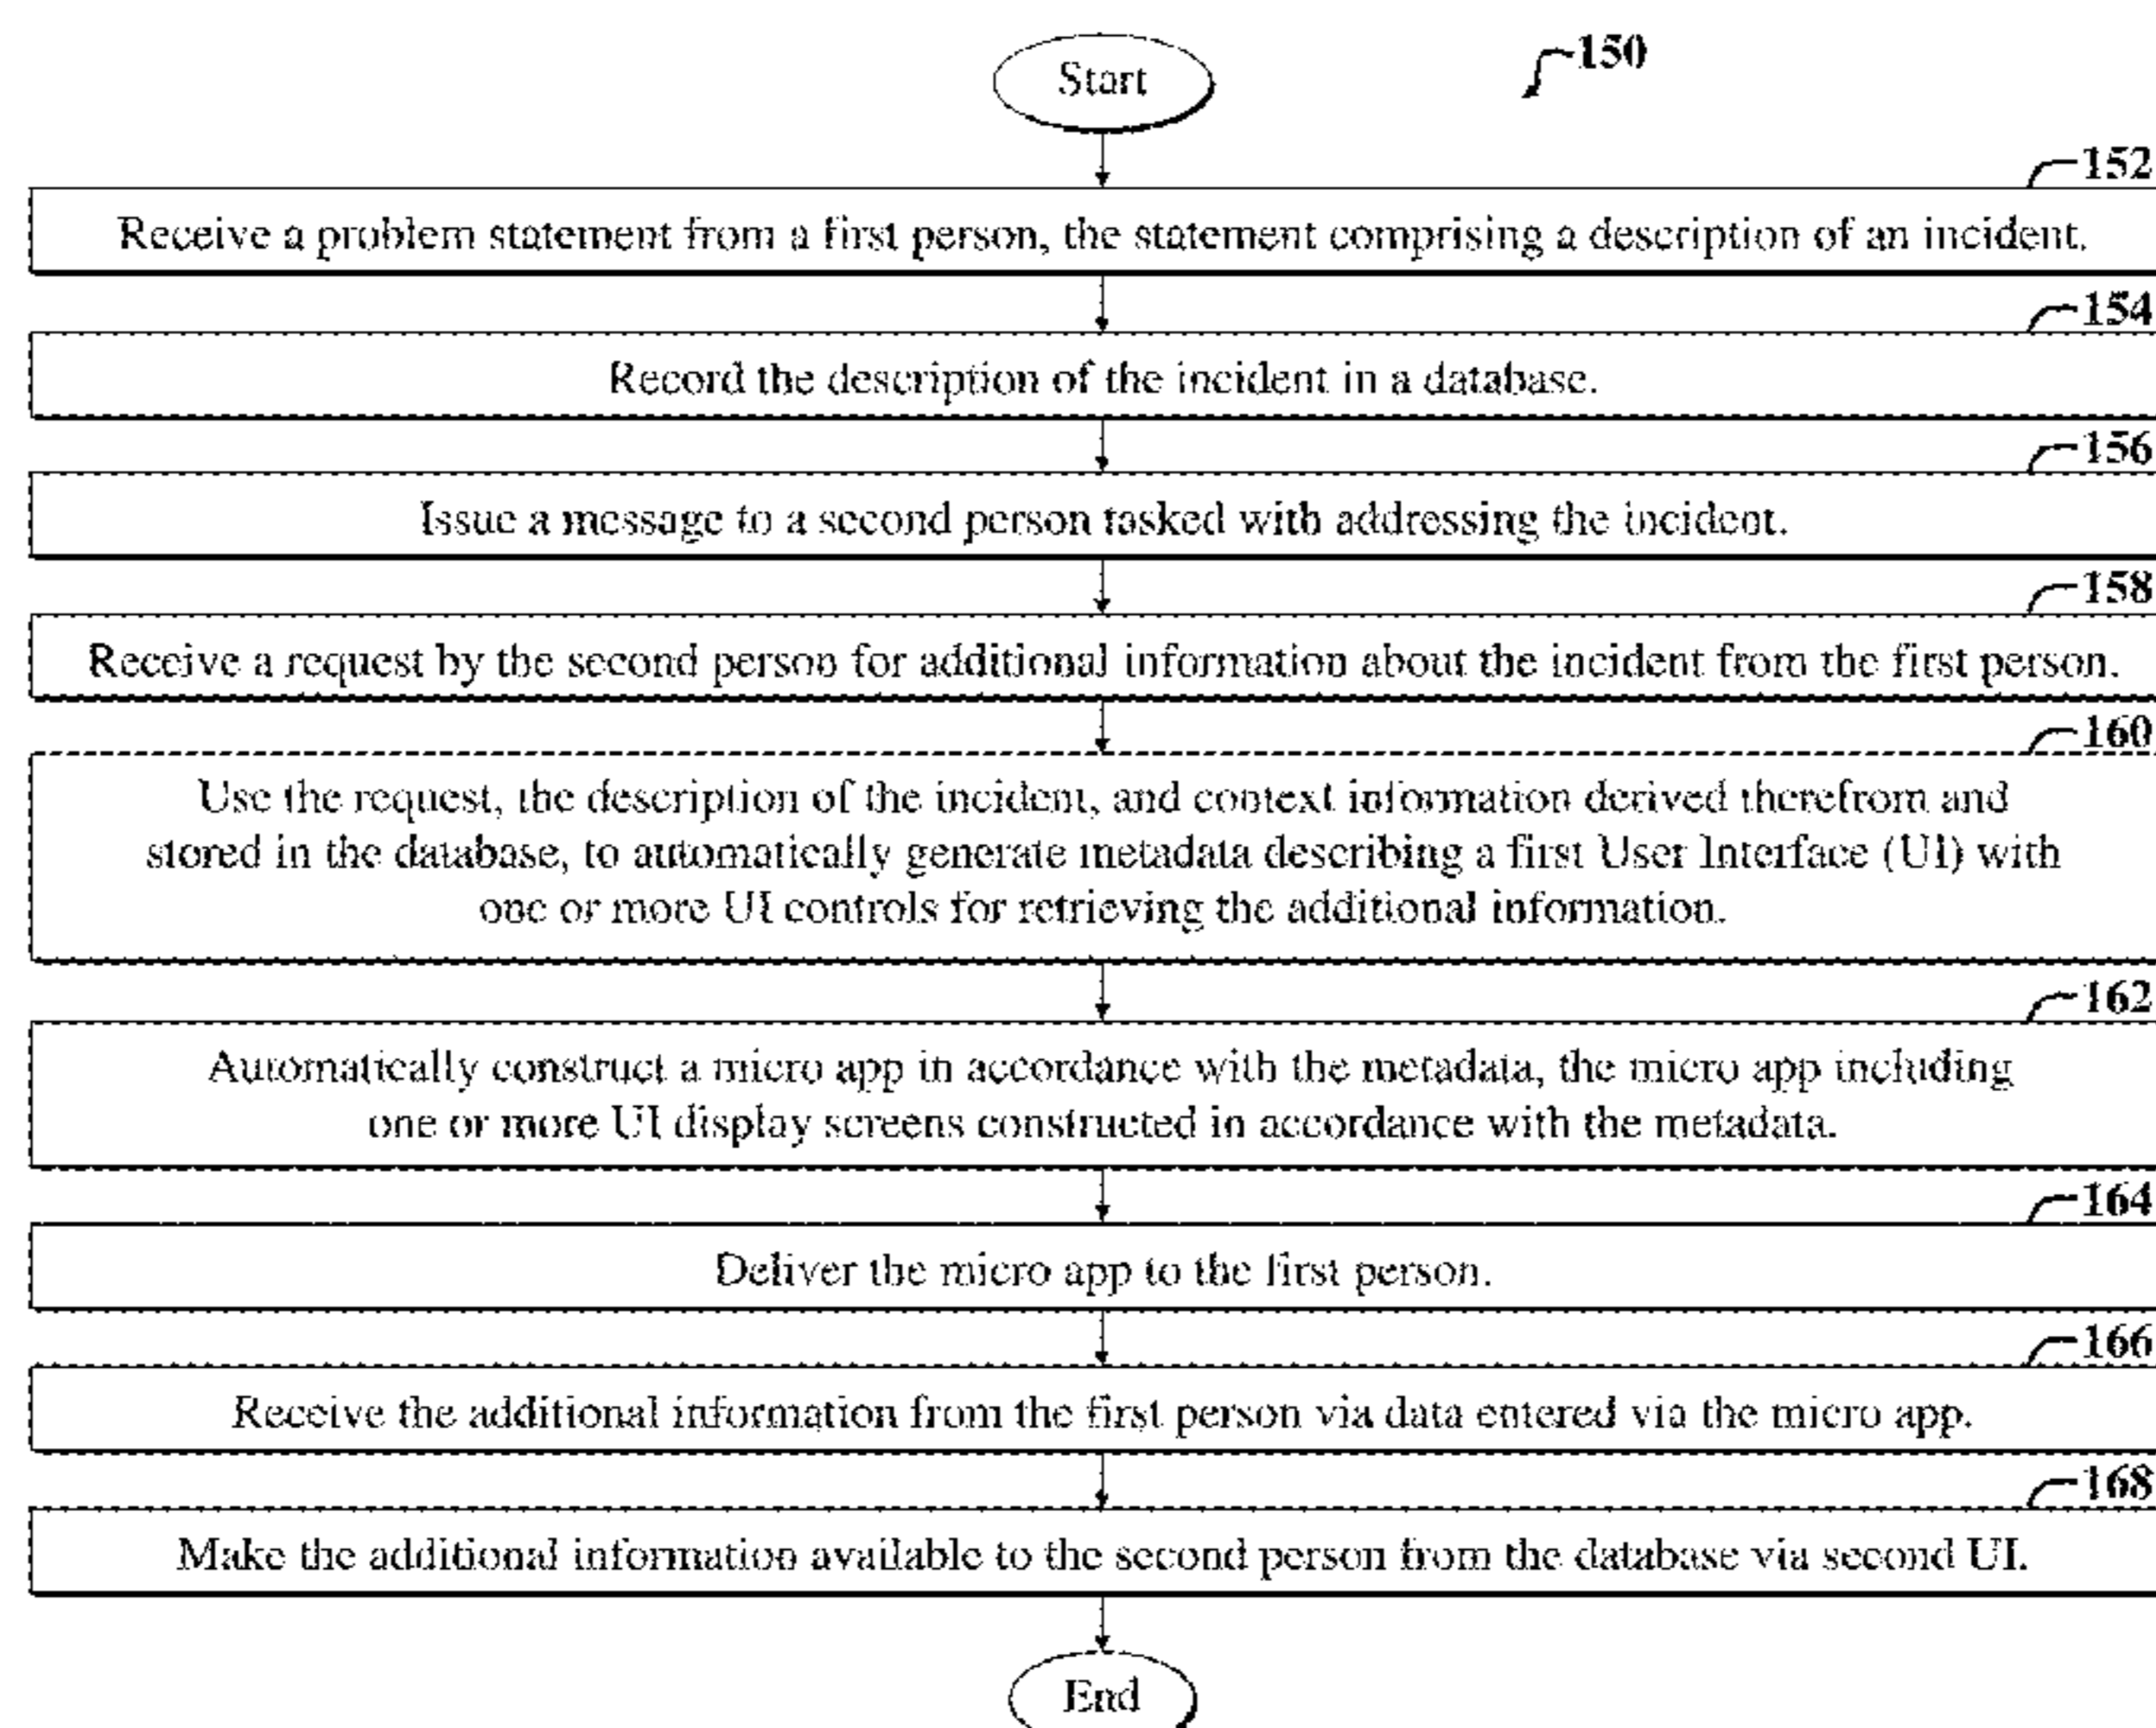 Start
150
152
Receive a problem statement from a first person, the statement comprising a description of an incident.
154
Record the description of the incident in a database.
156
Issue a message to a second person tasked with addressing the incident.
158
Receive a request by the second person for additional information about the incident from the first person.
160
Use the request, the description of the incident, and context information derived therefrom and
stored in the database, to automatically generate metadata describing a first User Interface (UI) with
one or more UI controls for retrieving the additional information.
162
Automatically construct a micro app in accordance with the metadata, the micro app including
one or more UI display screens constructed in accordance with the metadata.
164
Deliver the micro app to the first person.
166
Receive the additional information from the first person via data entered via the micro app.
168
Make the additional information available to the second person from the database via second UI.
End